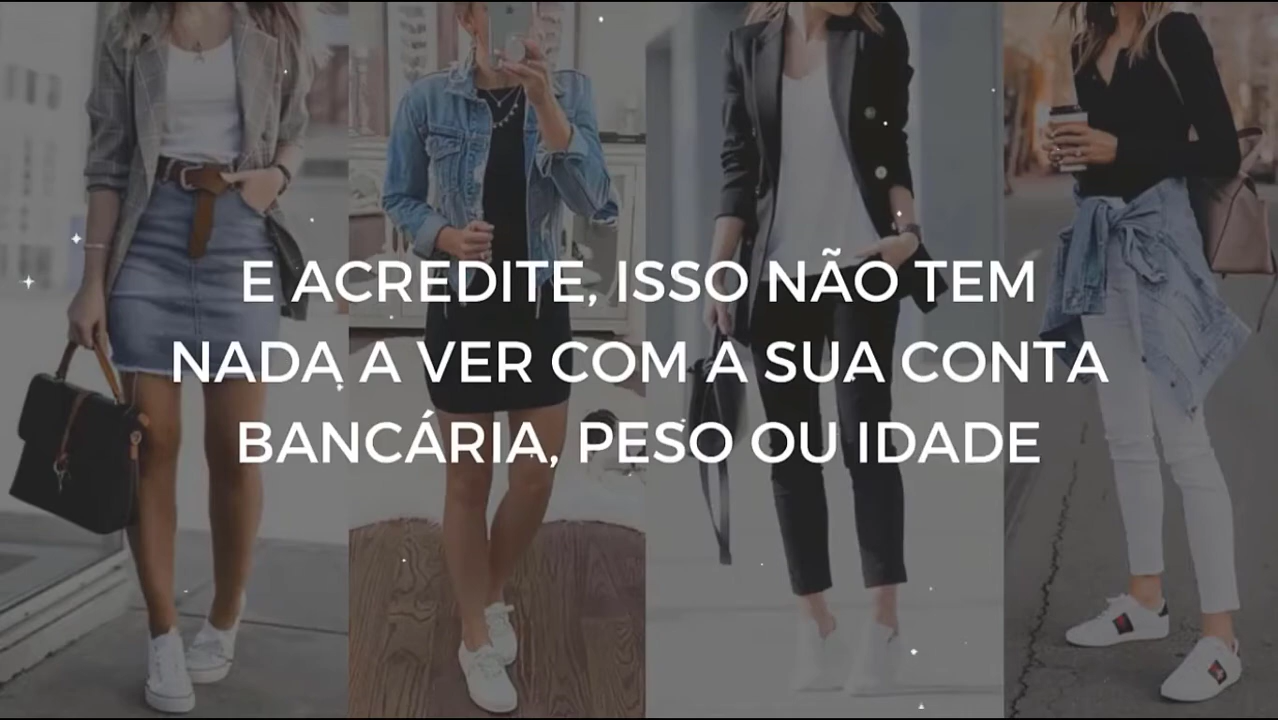 E ACREDITE, ISSO NÃO TEM
NADA A VER COM A SUA CONTA
BANCÁRIA, PESO OU IDADE